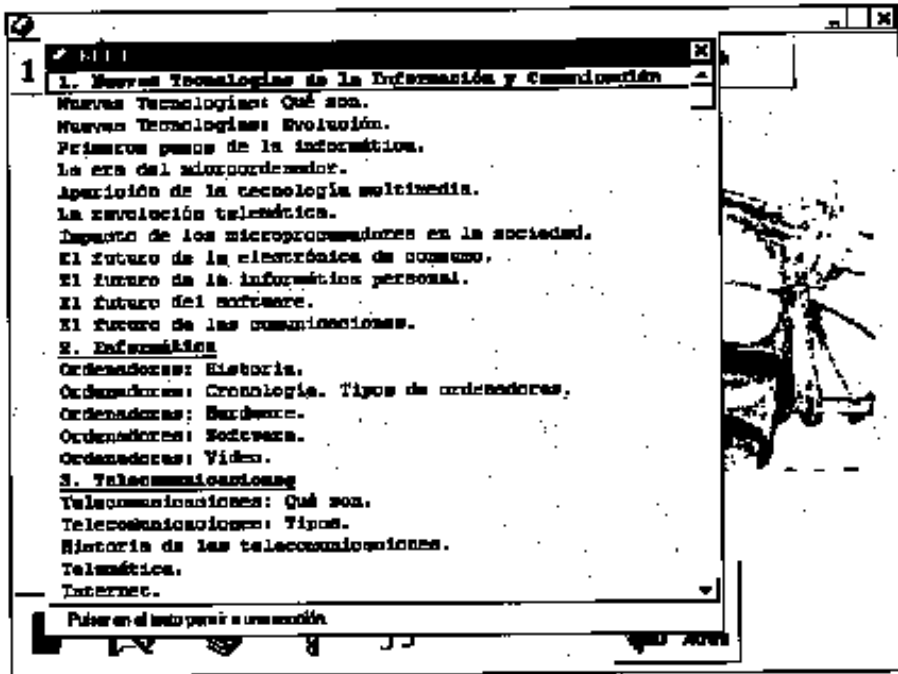 1
1. Nuevas Tecnologías de la Información y Comunicación
Nuevas Tecnologías: Qué son.
Nuevas Tecnologías: Evolución.
Primeros pasos de la informática.
La era del microordenador.
Aparición de la tecnología multimedia.
La revolución telemática.
Impacto de los microprocesadores en la sociedad.
El futuro de la electrónica de consumo.
El futuro de la informática personal.
El futuro del software.
El futuro de las comunicaciones.
2. Informática
Ordenadores: Historia.
Ordenadores: Cronología. Tipos de ordenadores.
Ordenadores: Hardware.
Ordenadores: Software.
Ordenadores: Vídeo.
3. Telecomunicaciones
Telecomunicaciones: Qué son.
Telecomunicaciones: Tipos.
Historia de las telecomunicaciones.
Telemática.
Internet.
Pulsar en el texto para ir a una sección